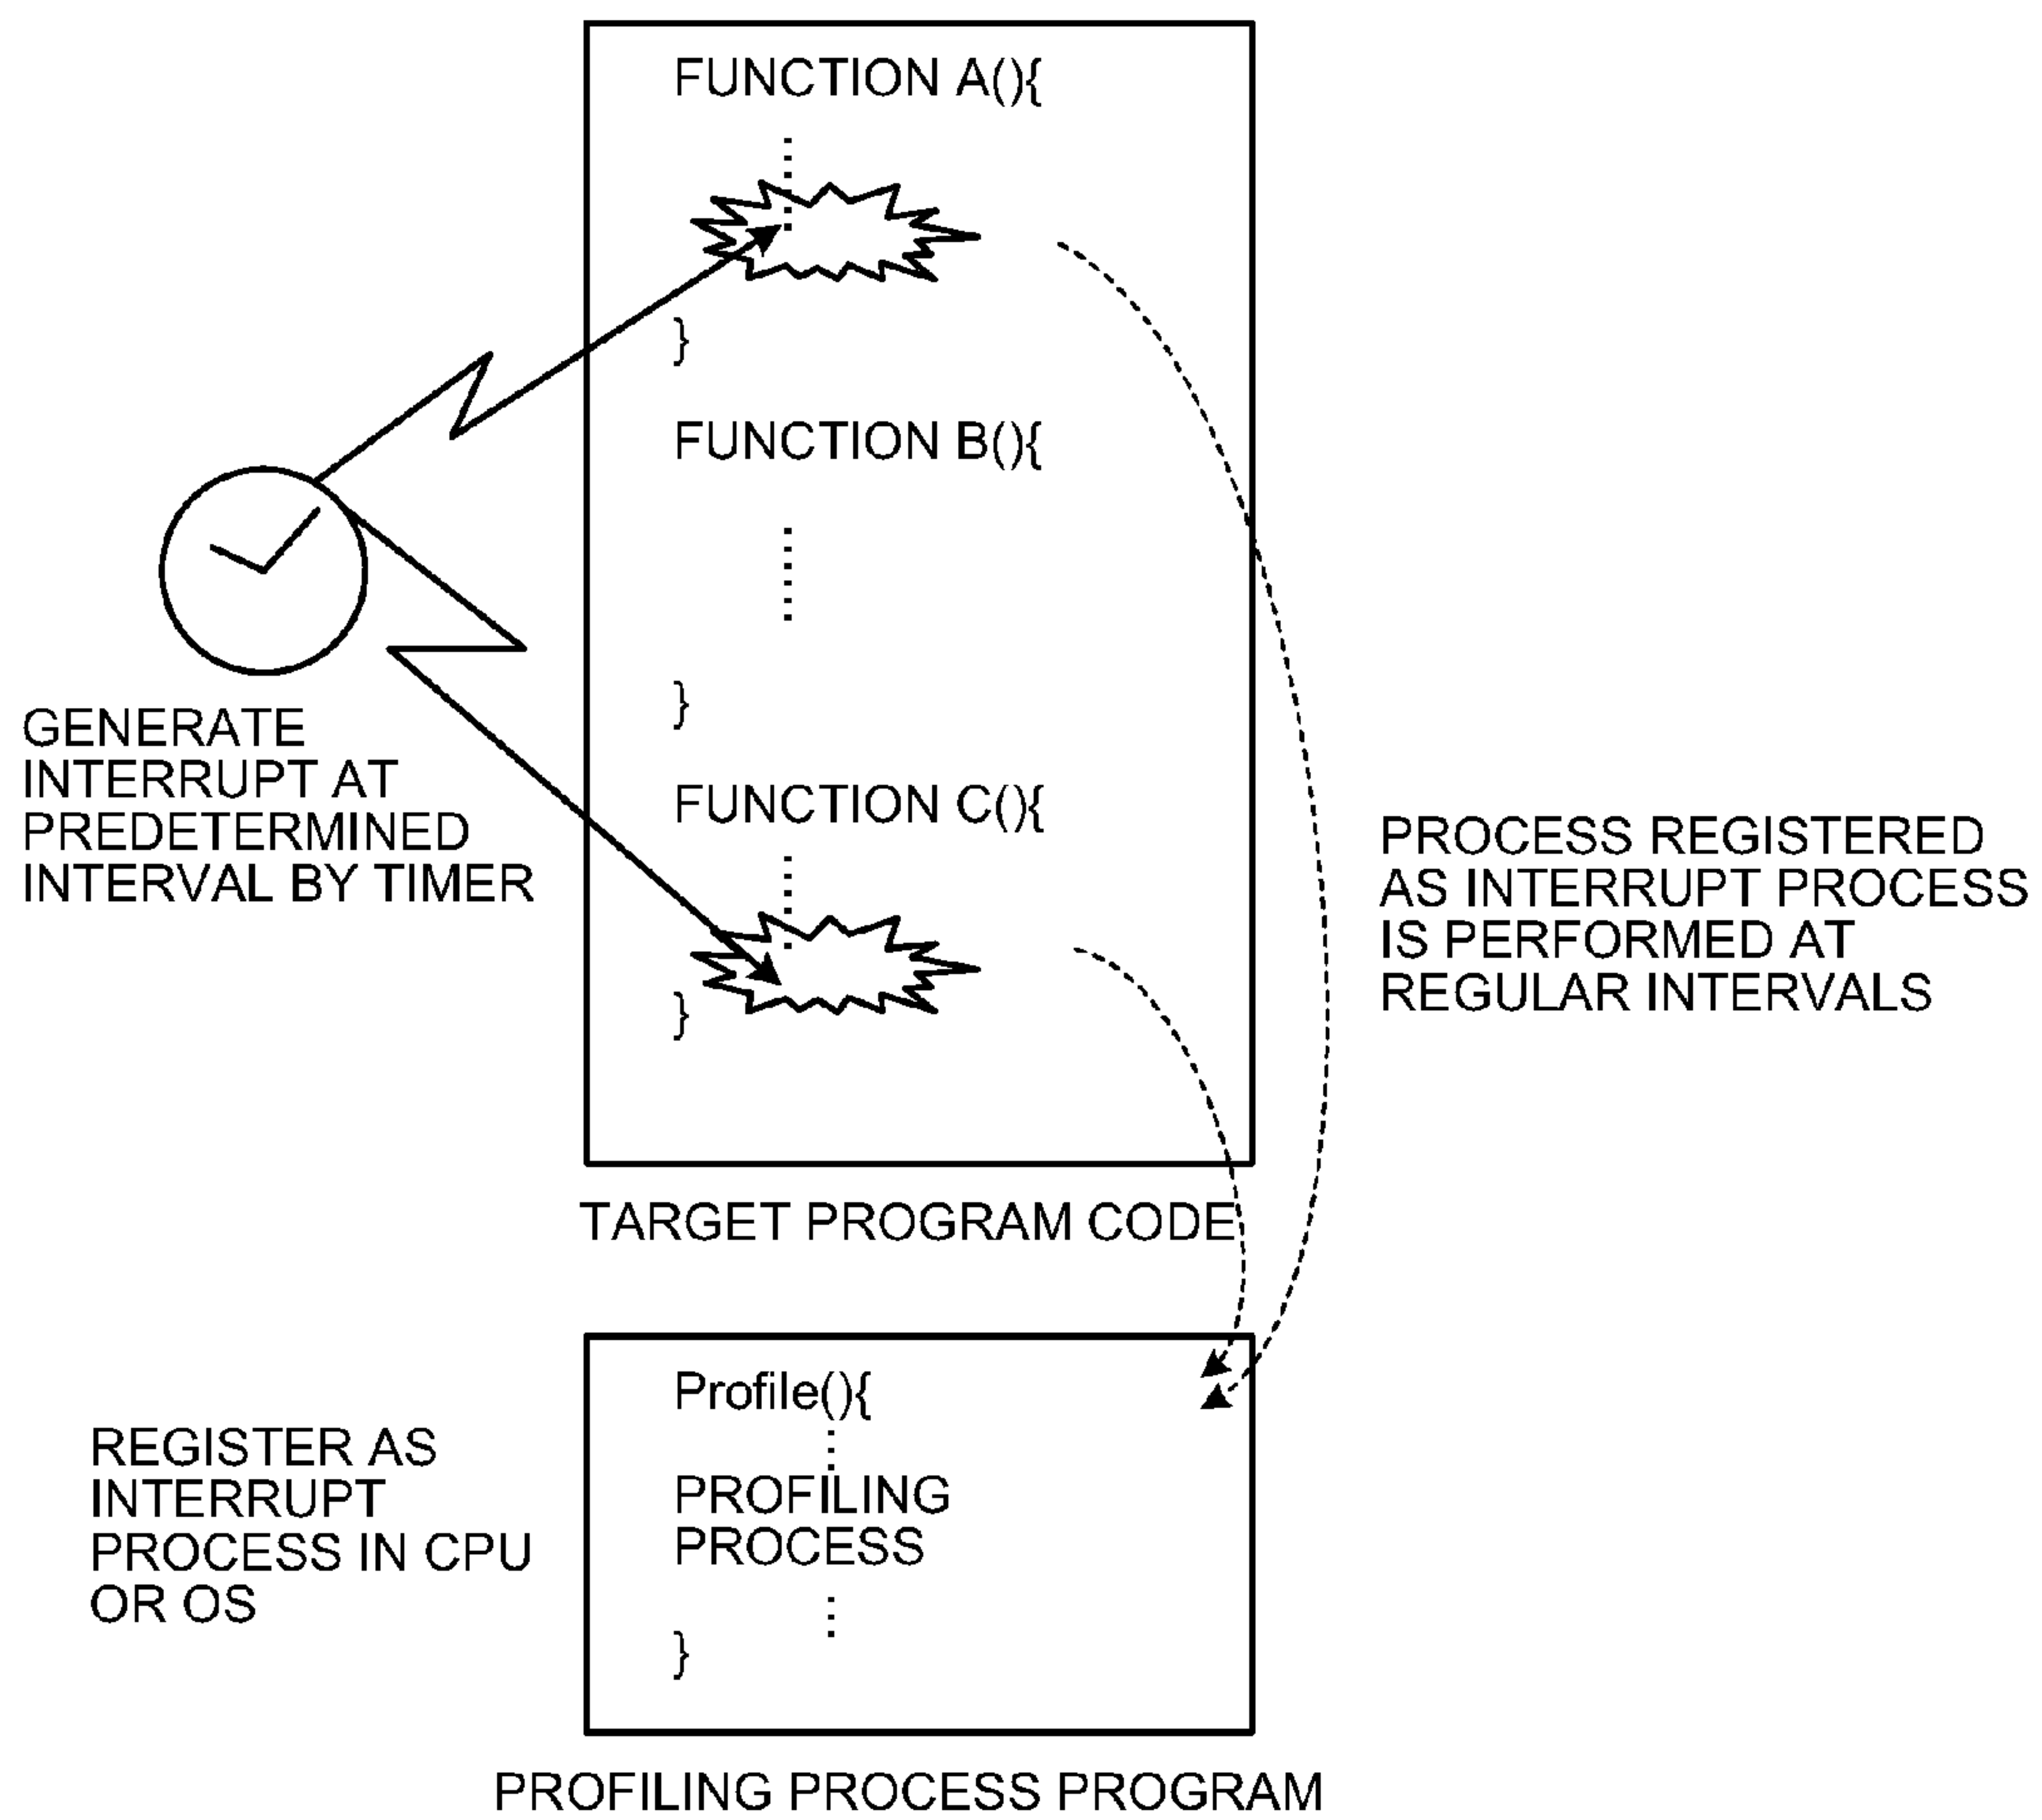 FUNCTION A(){
}
FUNCTION B(){
}
FUNCTION C(){
}
TARGET PROGRAM CODE
GENERATE
INTERRUPT AT
PREDETERMINED
INTERVAL BY TIMER
PROCESS REGISTERED
AS INTERRUPT PROCESS
IS PERFORMED AT
REGULAR INTERVALS
Profile(){
PROFILING
PROCESS
}
REGISTER AS
INTERRUPT
PROCESS IN CPU
OR OS
PROFILING PROCESS PROGRAM